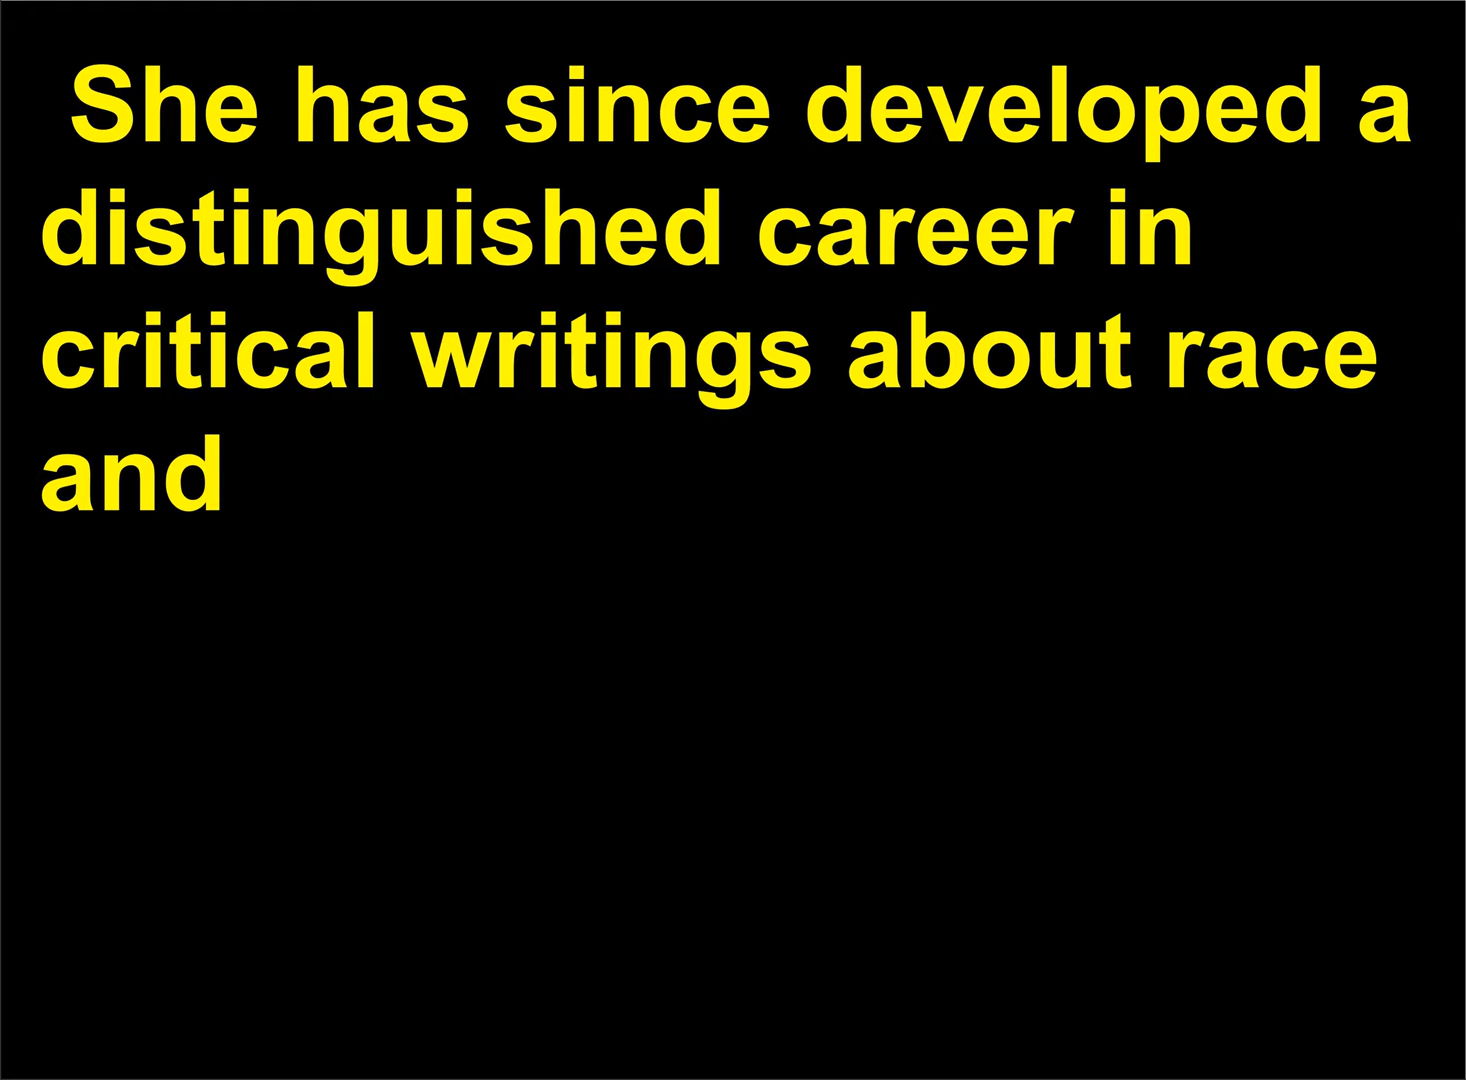 She has since developed a
distinguished career in
critical writings about race
and